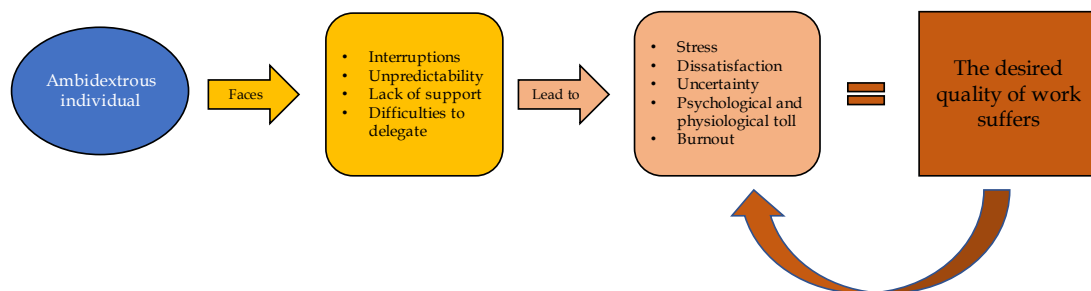 Ambidextrous
individual
Faces
• Interruptions
• Unpredictability
• Lack of support
• Difficulties to
delegate
Lead to
• Stress
• Dissatisfaction
• Uncertainty
• Psychological and
physiological toll
• Burnout
The desired
quality of work
suffers